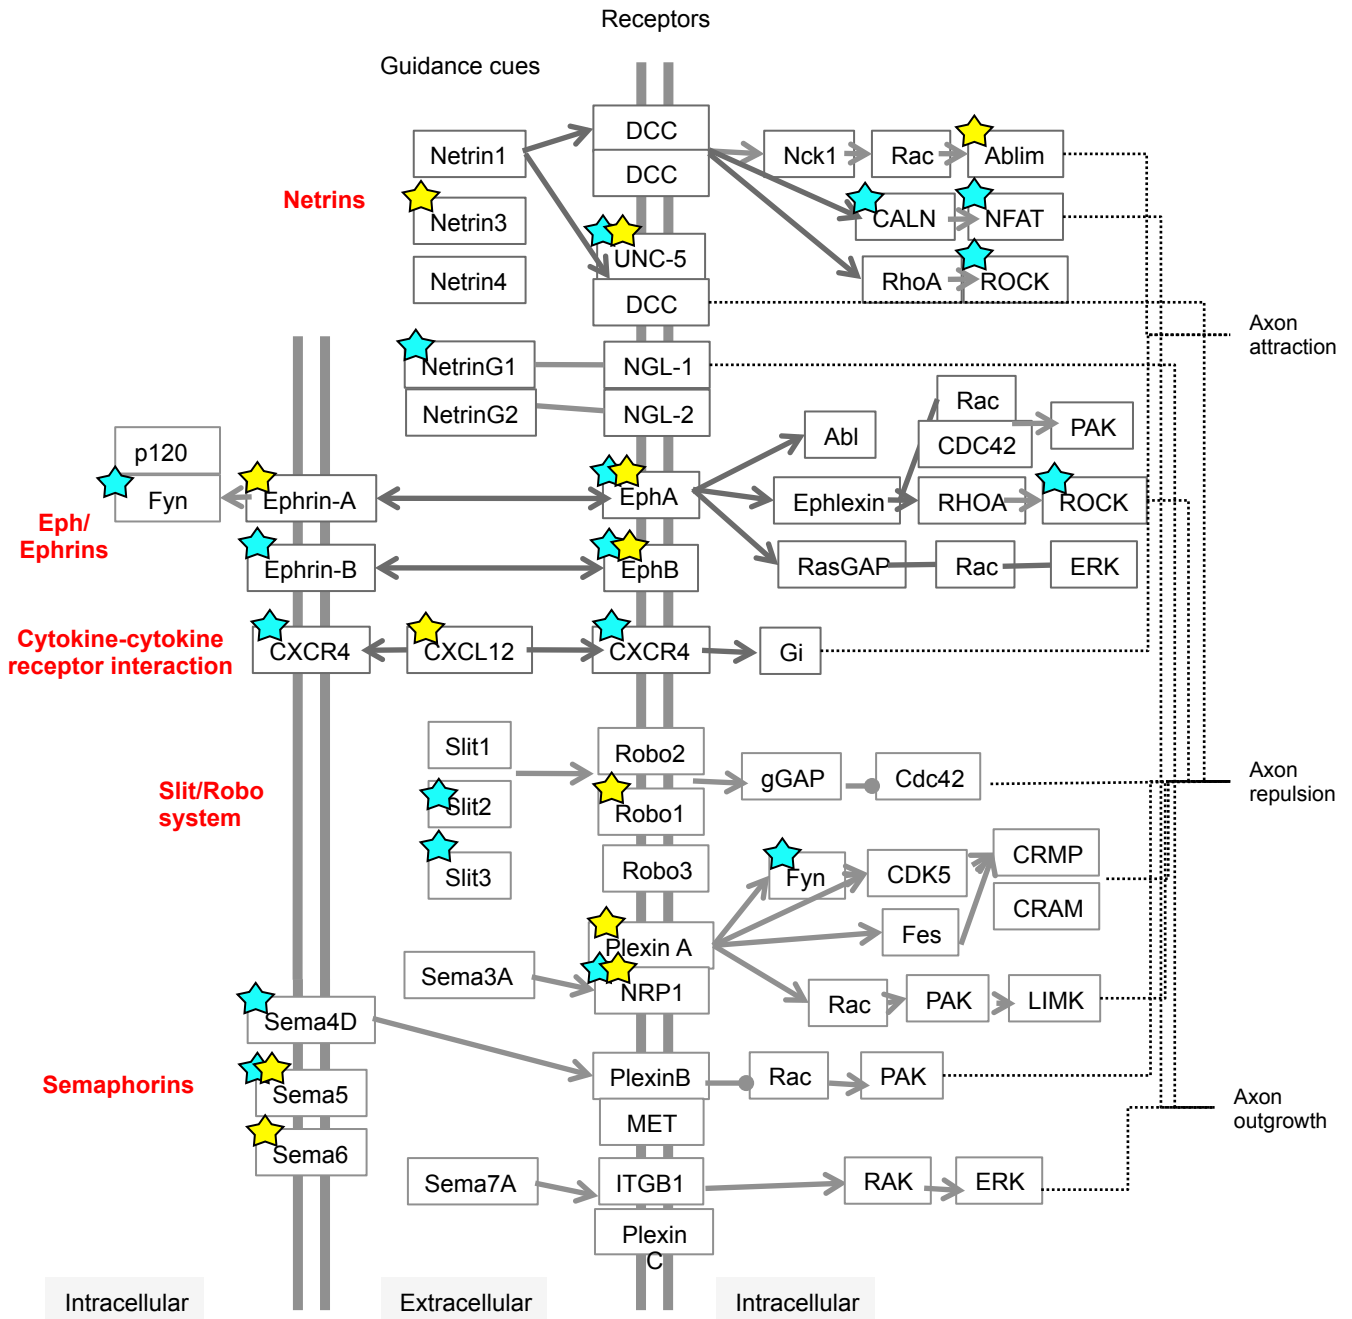 Receptors
Guidance cues
Netrins
Netrin1
Netrin3
Netrin4
DCC
DCC
UNC-5
DCC
Nck1
Rac
Ablim
CALN
NFAT
RhoA
ROCK
Axon
attraction
NetrinG1
NGL-1
NetrinG2
NGL-2
Eph/
Ephrins
p120
Fyn
Ephrin-A
EphA
Abl
Rac
CDC42
PAK
Ephlexin
RHOA
ROCK
Ephrin-B
EphB
RasGAP
Rac
ERK
Cytokine-cytokine
receptor interaction
CXCR4
CXCL12
CXCR4
Gi
Slit/Robo
system
Slit1
Slit2
Slit3
Robo2
Robo1
Robo3
gGAP
Cdc42
Axon
repulsion
Fyn
CDK5
CRMP
CRAM
Fes
Plexin A
Sema3A
NRP1
Rac
PAK
LIMK
Semaphorins
Sema4D
Sema5
Sema6
PlexinB
Rac
PAK
MET
Axon
outgrowth
Sema7A
ITGB1
RAK
ERK
Plexin
C
Intracellular
Extracellular
Intracellular